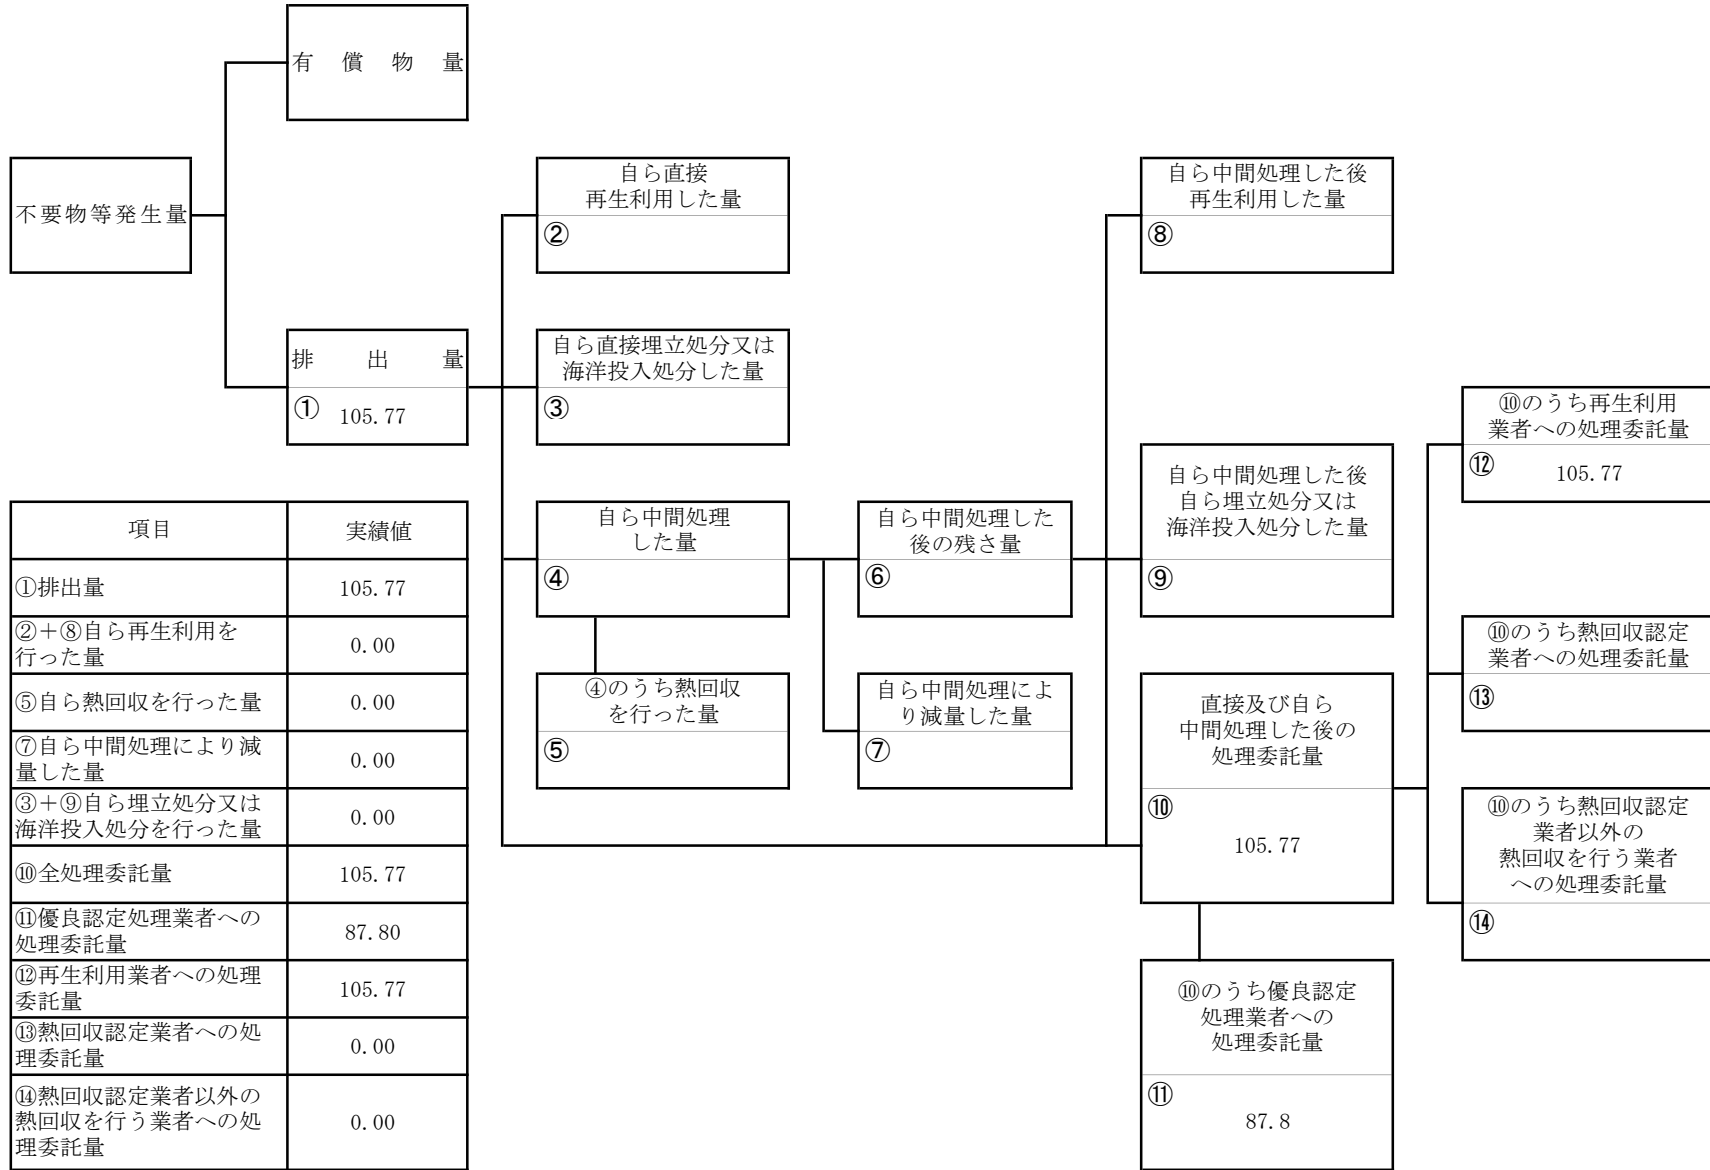 有償物量
不要物等発生量
自ら直接
再生利用した量
②
自ら中間処理した後
再生利用した量
⑧
排出量
① 105.77
自ら直接埋立処分又は
海洋投入処分した量
③
⑩のうち再生利用
業者への処理委託量
⑫ 105.77
自ら中間処理した後
自ら埋立処分又は
海洋投入処分した量
⑨
自ら中間処理
した量
④
自ら中間処理した
後の残さ量
⑥
⑩のうち熱回収認定
業者への処理委託量
⑬
④のうち熱回収
を行った量
⑤
自ら中間処理によ
り減量した量
⑦
直接及び自ら
中間処理した後の
処理委託量
⑩
105.77
⑩のうち熱回収認定
業者以外の
熱回収を行う業者
への処理委託量
⑭
⑩のうち優良認定
処理業者への
処理委託量
⑪
87.8
項目 実績値
①排出量 105.77
②＋⑧自ら再生利用を
行った量 0.00
⑤自ら熱回収を行った量 0.00
⑦自ら中間処理により減
量した量 0.00
③＋⑨自ら埋立処分又は
海洋投入処分を行った量 0.00
⑩全処理委託量 105.77
⑪優良認定処理業者への
処理委託量 87.80
⑫再生利用業者への処理
委託量 105.77
⑬熱回収認定業者への処
理委託量 0.00
⑭熱回収認定業者以外の
熱回収を行う業者への処
理委託量 0.00